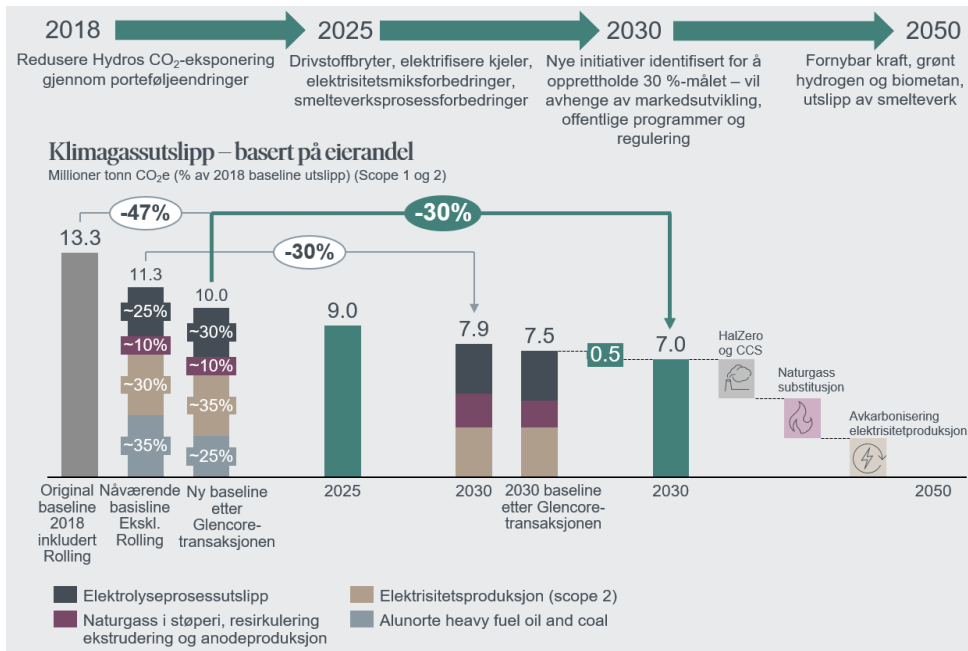 2018
2025
2030
2050
Redusere Hydros CO₂-eksponering
gjennom porteføljeendringer
Drivstoffbryter, elektrifisere kjeler,
elektrisitetsmiksforbedringer,
smelteverksprosessforbedringer
Nye initiativer identifisert for å
opprettholde 30 %-målet – vil
avhenge av markedsutvikling,
offentlige programmer og
regulering
Fornybar kraft, grønt
hydrogen og biometan,
utslipp av smelteverk
Klimagassutslipp – basert på eierandel
Millioner tonn CO₂e (% av 2018 baseline utslipp) (Scope 1 og 2)
-47%
-30%
-30%
13.3
11.3
~25%
~10%
~30%
~35%
10.0
~30%
~10%
~35%
~25%
9.0
7.9
7.5
0.5
7.0
HalZero
og CCS
Naturgass
substitusjon
Avkarbonisering
elektrisitetproduksjon
Original
baseline
2018
inkludert
Rolling
Nåværende
basisline
Ekskl.
Rolling
Ny baseline
etter
Glencore-
transaksjonen
2025
2030
2030 baseline
etter Glencore-
transaksjonen
2030
2050
Elektrolyseprosessutslipp
Naturgass i støperi, resirkulering
ekstrudering og anodeproduksjon
Elektrisitetsproduksjon (scope 2)
Alunorte heavy fuel oil and coal